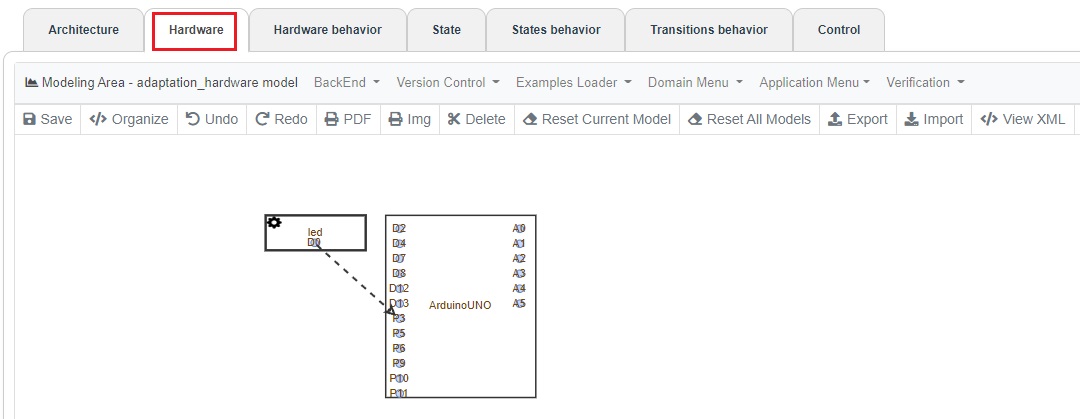 Architecture Hardware Hardware behavior State States behavior Transitions behavior Control
Modeling Area - adaptation_hardware model BackEnd Version Control Examples Loader Domain Menu Application Menu Verification
Save Organize Undo Redo PDF Img Delete Reset Current Model Reset All Models Export Import View XML
led
D0
D2
D4
D7
D8
D12
D13
P3
P5
P6
P9
P10
P11
ArduinoUNO
A0
A1
A2
A3
A4
A5